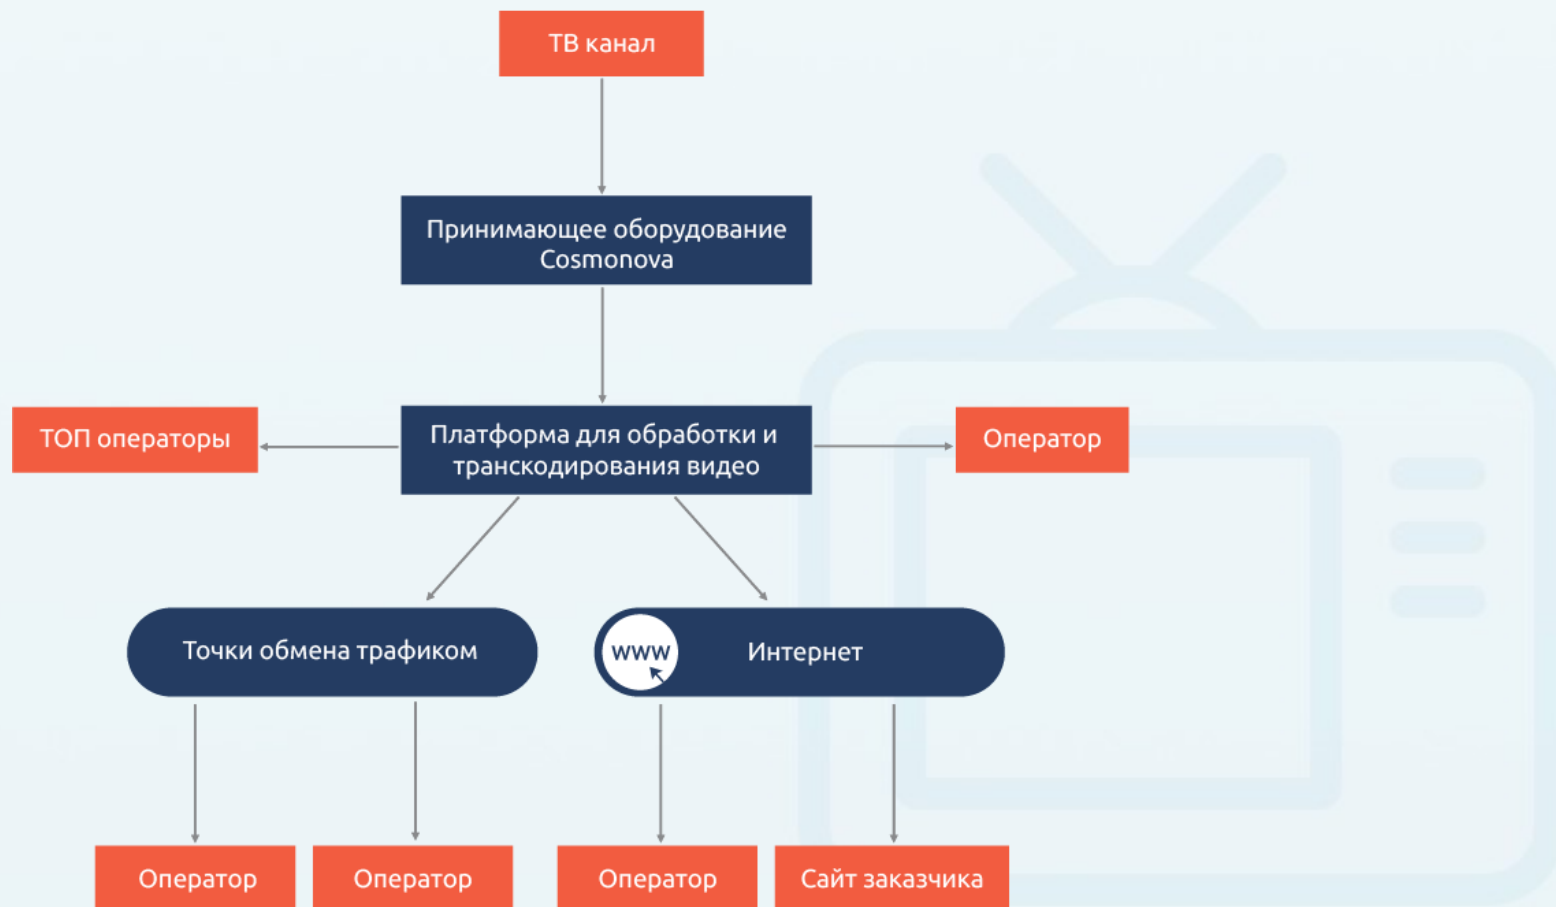 ТВ канал
Принимающее оборудование
Cosmonova
ТОП операторы
Платформа для обработки и
транскодирования видео
Оператор
Точки обмена трафиком
www
Интернет
Оператор
Оператор
Оператор
Сайт заказчика